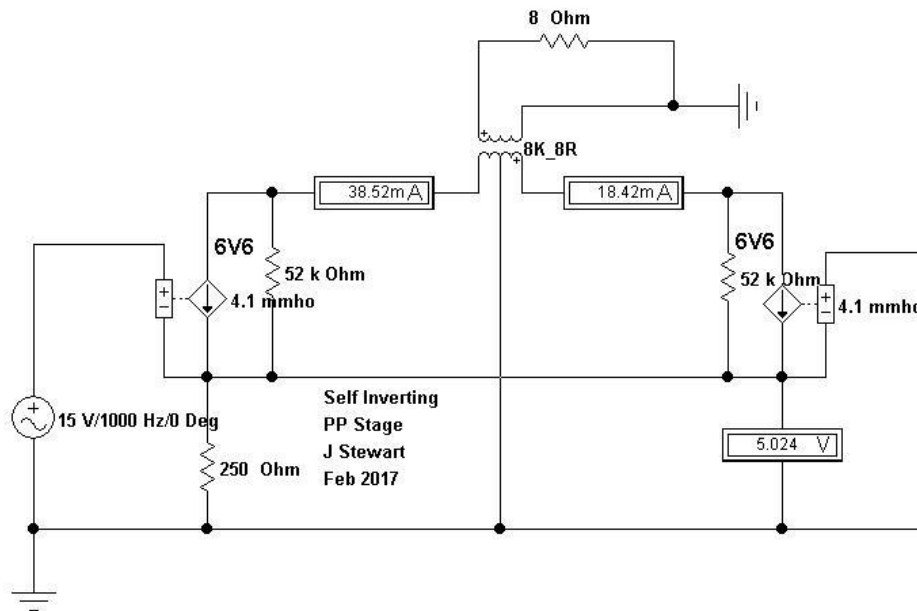 8 Ohm
8K_8R
38.52m A
18.42m A
6V6
6V6
52 k Ohm
52 k Ohm
4.1 mmho
4.1 mmho
15 V/1000 Hz/0 Deg
Self Inverting
PP Stage
J Stewart
Feb 2017
5.024 V
250 Ohm